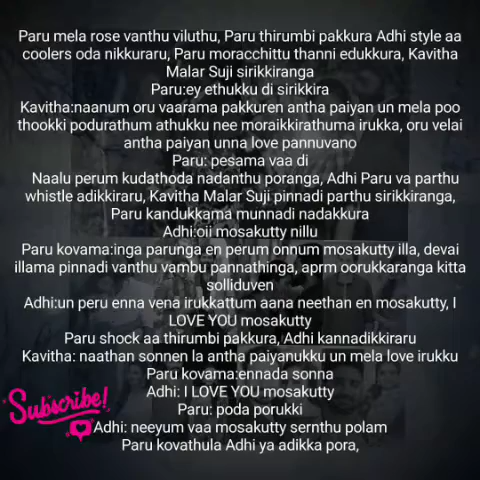 Paru mela rose vanthu viluthu, Paru thirumbi pakkura Adhi style aa
coolers oda nikkuraru, Paru moracchittu thanni edukkura, Kavitha
Malar Suji sirikkiranga
Paru:ey ethukku di sirikkira
Kavitha:naanum oru vaarama pakkuren antha paiyan un mela poo
thookki podurathum athukku nee moraikkirathuma irukka, oru velai
antha paiyan unna love pannuvano
Paru: pesama vaa di
Naalu perum kudathoda nadanthu poranga, Adhi Paru va parthu
whistle adikkiraru, Kavitha Malar Suji pinnadi parthu sirikkiranga,
Paru kandukkama munnadi nadakkura
Adhi:oii mosakutty nillu
Paru kovama:inga parunga en perum onnum mosakutty illa, devai
illama pinnadi vanthu vambu pannathinga, aprm oorukkaranga kitta
solliduven
Adhi:un peru enna vena irukkattum aana neethan en mosakutty, I
LOVE YOU mosakutty
Paru shock aa thirumbi pakkura, Adhi kannadikkiraru
Kavitha: naathan sonnen la antha paiyanukku un mela love irukku
Paru kovama:ennada sonna
Adhi: I LOVE YOU mosakutty
Paru: poda porukki
Adhi: neeyum vaa mosakutty sernthu polam
Paru kovathula Adhi ya adikka pora,
Subscribe!